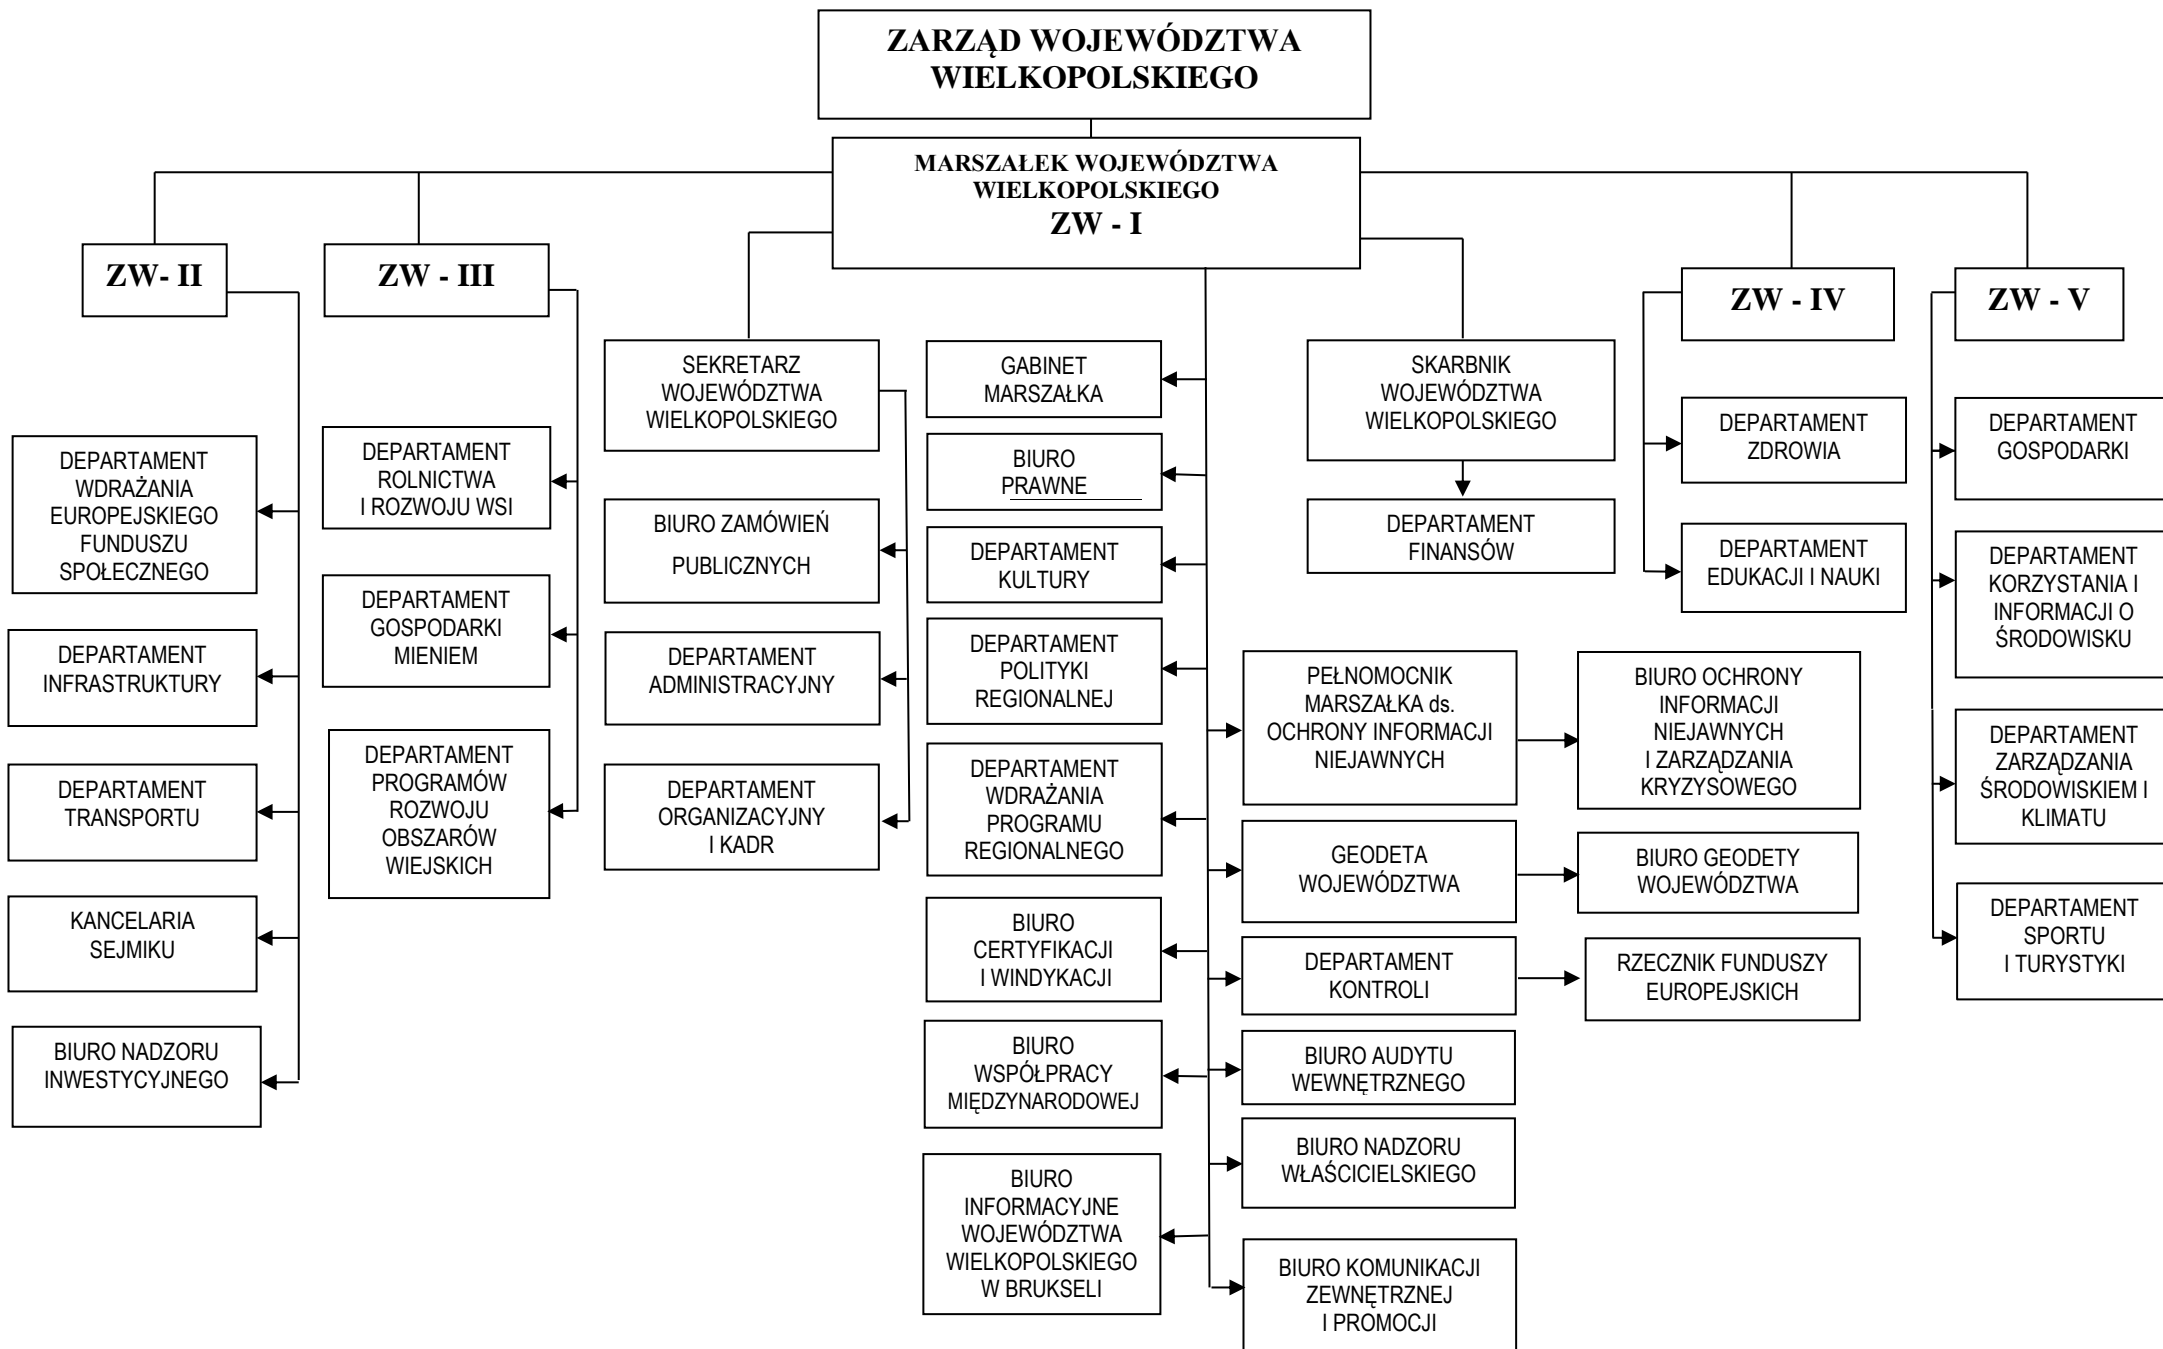 ZARZĄD WOJEWÓDZTWA
WIELKOPOLSKIEGO
MARSZAŁEK WOJEWÓDZTWA
WIELKOPOLSKIEGO
ZW - I
ZW- II
ZW - III
ZW - IV
ZW - V
DEPARTAMENT
WDRAŻANIA
EUROPEJSKIEGO
FUNDUSZU
SPOŁECZNEGO
DEPARTAMENT
INFRASTRUKTURY
DEPARTAMENT
TRANSPORTU
KANCELARIA
SEJMIKU
BIURO NADZORU
INWESTYCYJNEGO
DEPARTAMENT
ROLNICTWA
I ROZWOJU WSI
DEPARTAMENT
GOSPODARKI
MIENIEM
DEPARTAMENT
PROGRAMÓW
ROZWOJU
OBSZARÓW
WIEJSKICH
SEKRETARZ
WOJEWÓDZTWA
WIELKOPOLSKIEGO
BIURO ZAMÓWIEŃ
PUBLICZNYCH
DEPARTAMENT
ADMINISTRACYJNY
DEPARTAMENT
ORGANIZACYJNY
I KADR
GABINET
MARSZAŁKA
BIURO
PRAWNE
DEPARTAMENT
KULTURY
DEPARTAMENT
POLITYKI
REGIONALNEJ
DEPARTAMENT
WDRAŻANIA
PROGRAMU
REGIONALNEGO
BIURO
CERTYFIKACJI
I WINDYKACJI
BIURO
WSPÓŁPRACY
MIĘDZYNARODOWEJ
BIURO
INFORMACYJNE
WOJEWÓDZTWA
WIELKOPOLSKIEGO
W BRUKSELI
SKARBNIK
WOJEWÓDZTWA
WIELKOPOLSKIEGO
DEPARTAMENT
FINANSÓW
PEŁNOMOCNIK
MARSZAŁKA ds.
OCHRONY INFORMACJI
NIEJAWNYCH
BIURO OCHRONY
INFORMACJI
NIEJAWNYCH
I ZARZĄDZANIA
KRYZYSOWEGO
GEODETA
WOJEWÓDZTWA
BIURO GEODETY
WOJEWÓDZTWA
DEPARTAMENT
KONTROLI
RZECZNIK FUNDUSZY
EUROPEJSKICH
BIURO AUDYTU
WEWNĘTRZNEGO
BIURO NADZORU
WŁAŚCICIELSKIEGO
BIURO KOMUNIKACJI
ZEWNĘTRZNEJ
I PROMOCJI
DEPARTAMENT
ZDROWIA
DEPARTAMENT
EDUKACJI I NAUKI
DEPARTAMENT
GOSPODARKI
DEPARTAMENT
KORZYSTANIA I
INFORMACJI O
ŚRODOWISKU
DEPARTAMENT
ZARZĄDZANIA
ŚRODOWISKIEM I
KLIMATU
DEPARTAMENT
SPORTU
I TURYSTYKI